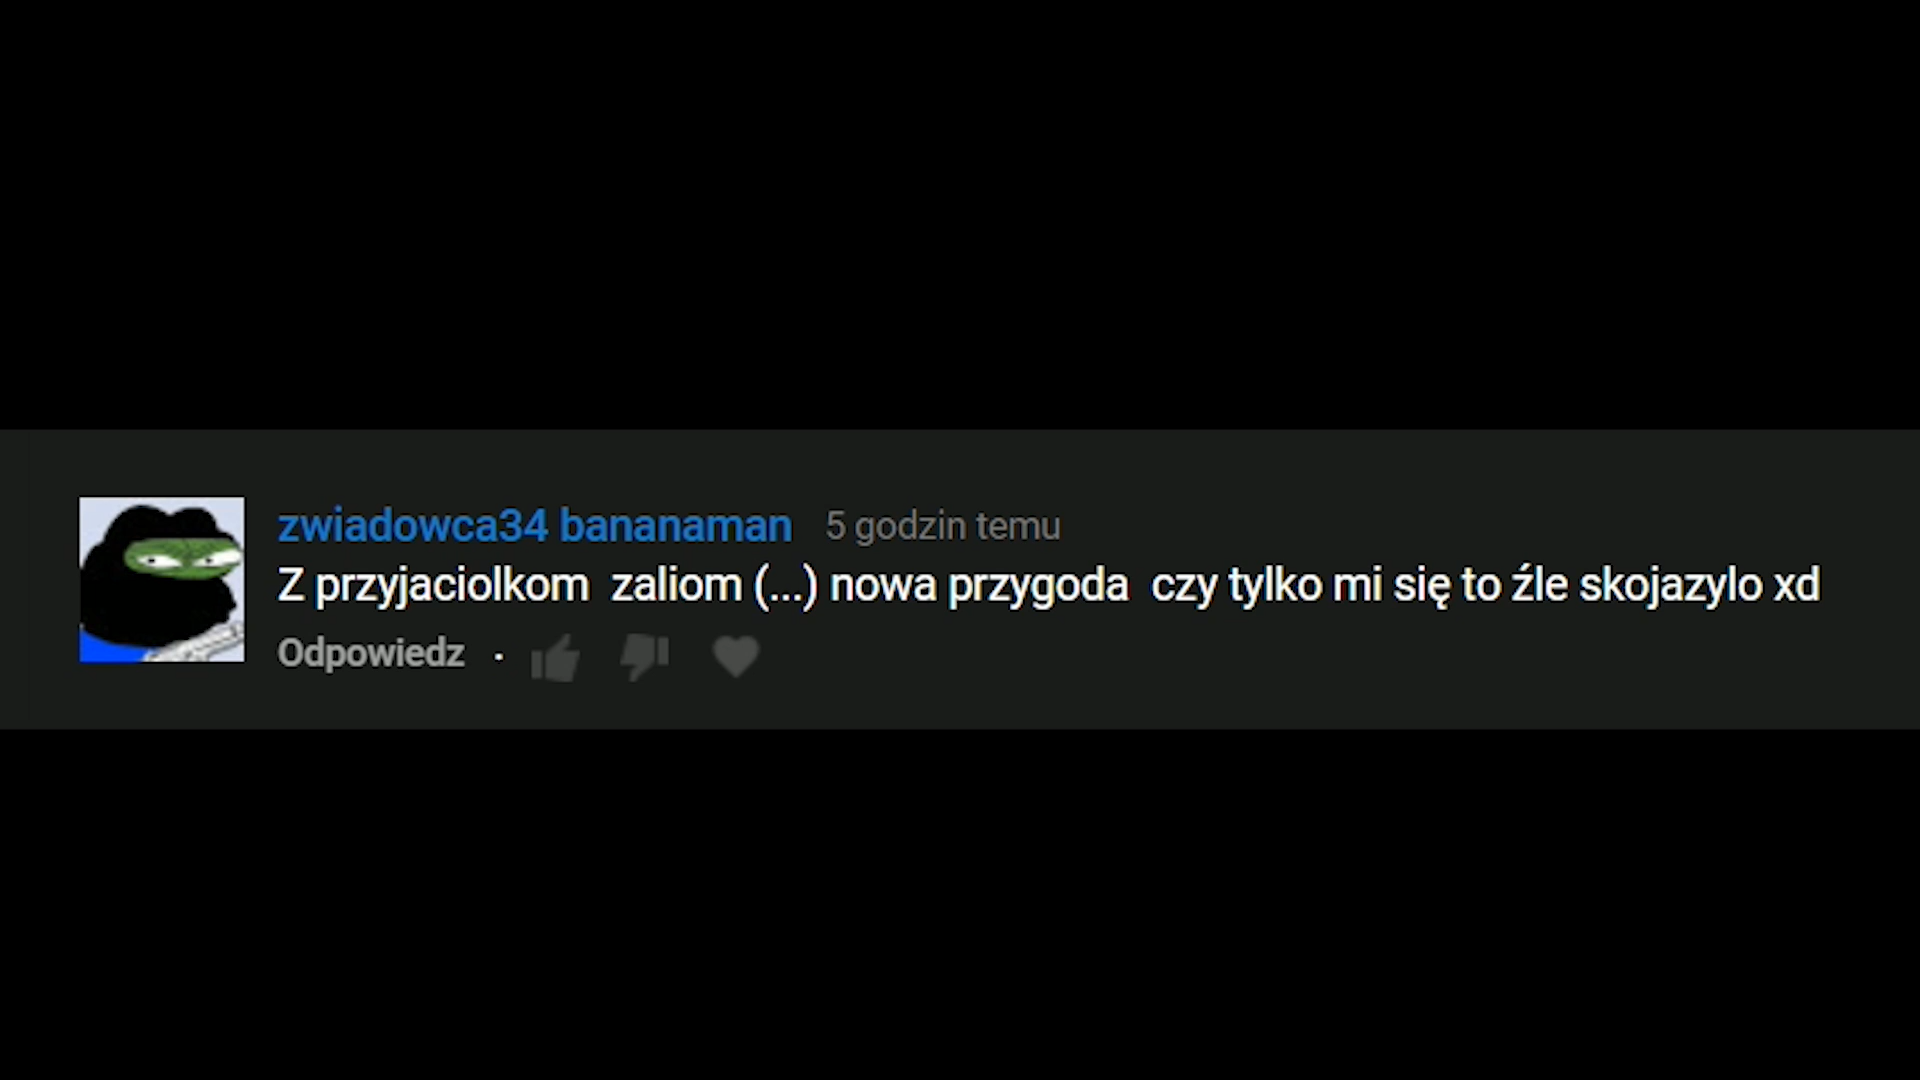 zwiadowca34 bananaman 5 godzin temu
Z przyjaciolkom zaliom (...) nowa przygoda czy tylko mi się to źle skojazylo xd
Odpowiedz